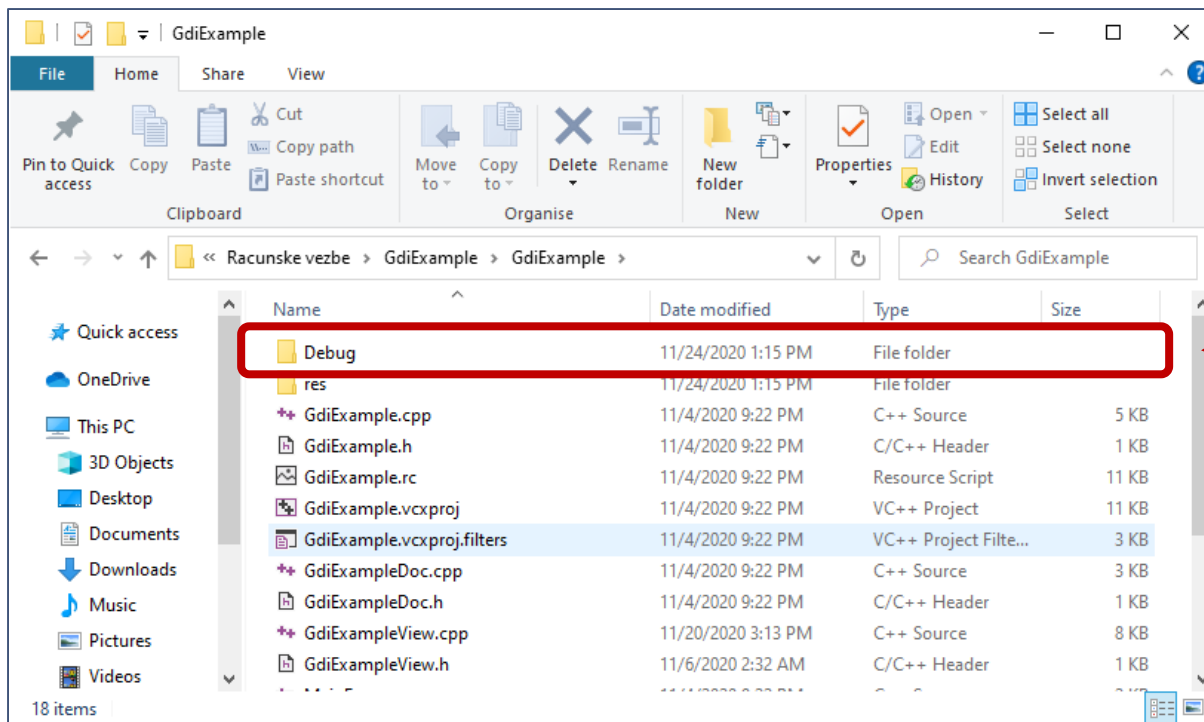 GdiExample
File Home Share View
Pin to Quick access
Copy
Paste
Cut
Copy path
Paste shortcut
Clipboard
Move to
Copy to
Delete
Rename
Organise
New folder
New
Properties
Open
Edit
History
Open
Select all
Select none
Invert selection
Select
« Racunske vezbe > GdiExample > GdiExample >
Search GdiExample
Quick access
OneDrive
This PC
3D Objects
Desktop
Documents
Downloads
Music
Pictures
Videos
Name Date modified Type Size
Debug 11/24/2020 1:15 PM File folder
res 11/24/2020 1:15 PM File folder
GdiExample.cpp 11/4/2020 9:22 PM C++ Source 5 KB
GdiExample.h 11/4/2020 9:22 PM C/C++ Header 1 KB
GdiExample.rc 11/4/2020 9:22 PM Resource Script 11 KB
GdiExample.vcxproj 11/4/2020 9:22 PM VC++ Project 11 KB
GdiExample.vcxproj.filters 11/4/2020 9:22 PM VC++ Project Filte... 3 KB
GdiExampleDoc.cpp 11/4/2020 9:22 PM C++ Source 3 KB
GdiExampleDoc.h 11/4/2020 9:22 PM C/C++ Header 1 KB
GdiExampleView.cpp 11/20/2020 3:13 PM C++ Source 8 KB
GdiExampleView.h 11/6/2020 2:32 AM C/C++ Header 1 KB
18 items